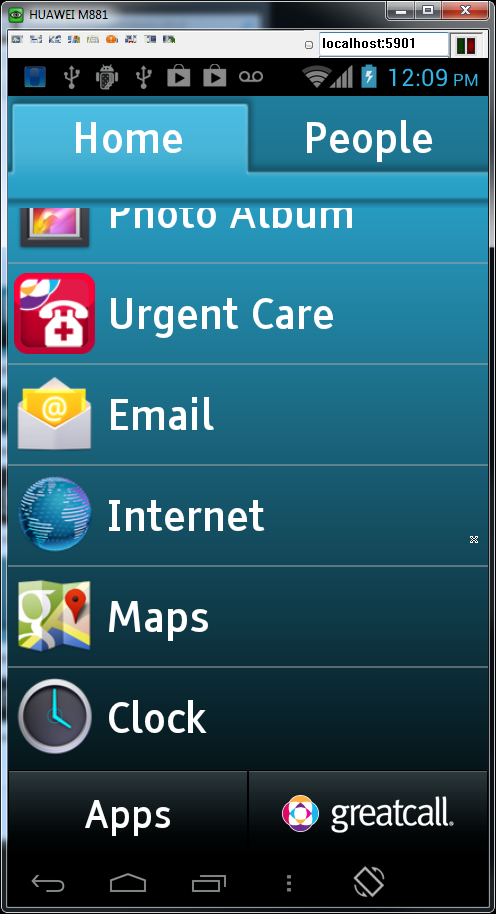 HUAWEI M881
localhost:5901
12:09 PM
Home
People
Photo Album
Urgent Care
@
Email
Internet
g
Maps
Clock
Apps
greatcall®